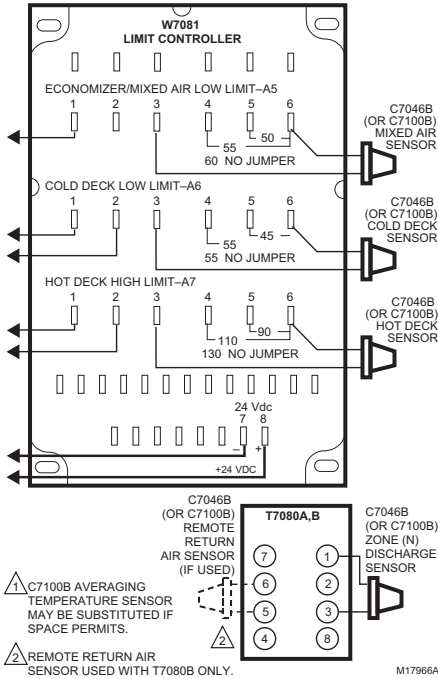 W7081
LIMIT CONTROLLER
ECONOMIZER/MIXED AIR LOW LIMIT–A5
1 2 3 4 5 6
50
55
60 NO JUMPER
C7046B
(OR C7100B)
MIXED AIR
SENSOR
COLD DECK LOW LIMIT–A6
1 2 3 4 5 6
45
55
55 NO JUMPER
C7046B
(OR C7100B)
COLD DECK
SENSOR
HOT DECK HIGH LIMIT–A7
1 2 3 4 5 6
90
110
130 NO JUMPER
C7046B
(OR C7100B)
HOT DECK
SENSOR
24 Vdc
7 8
– +
+24 VDC
C7046B
(OR C7100B)
REMOTE
RETURN
AIR SENSOR
(IF USED)
T7080A,B
7 1
6 2
5 3
4 8
C7046B
(OR C7100B)
ZONE (N)
DISCHARGE
SENSOR
2
1 C7100B AVERAGING
TEMPERATURE SENSOR
MAY BE SUBSTITUTED IF
SPACE PERMITS.
2 REMOTE RETURN AIR
SENSOR USED WITH T7080B ONLY.
M17966A